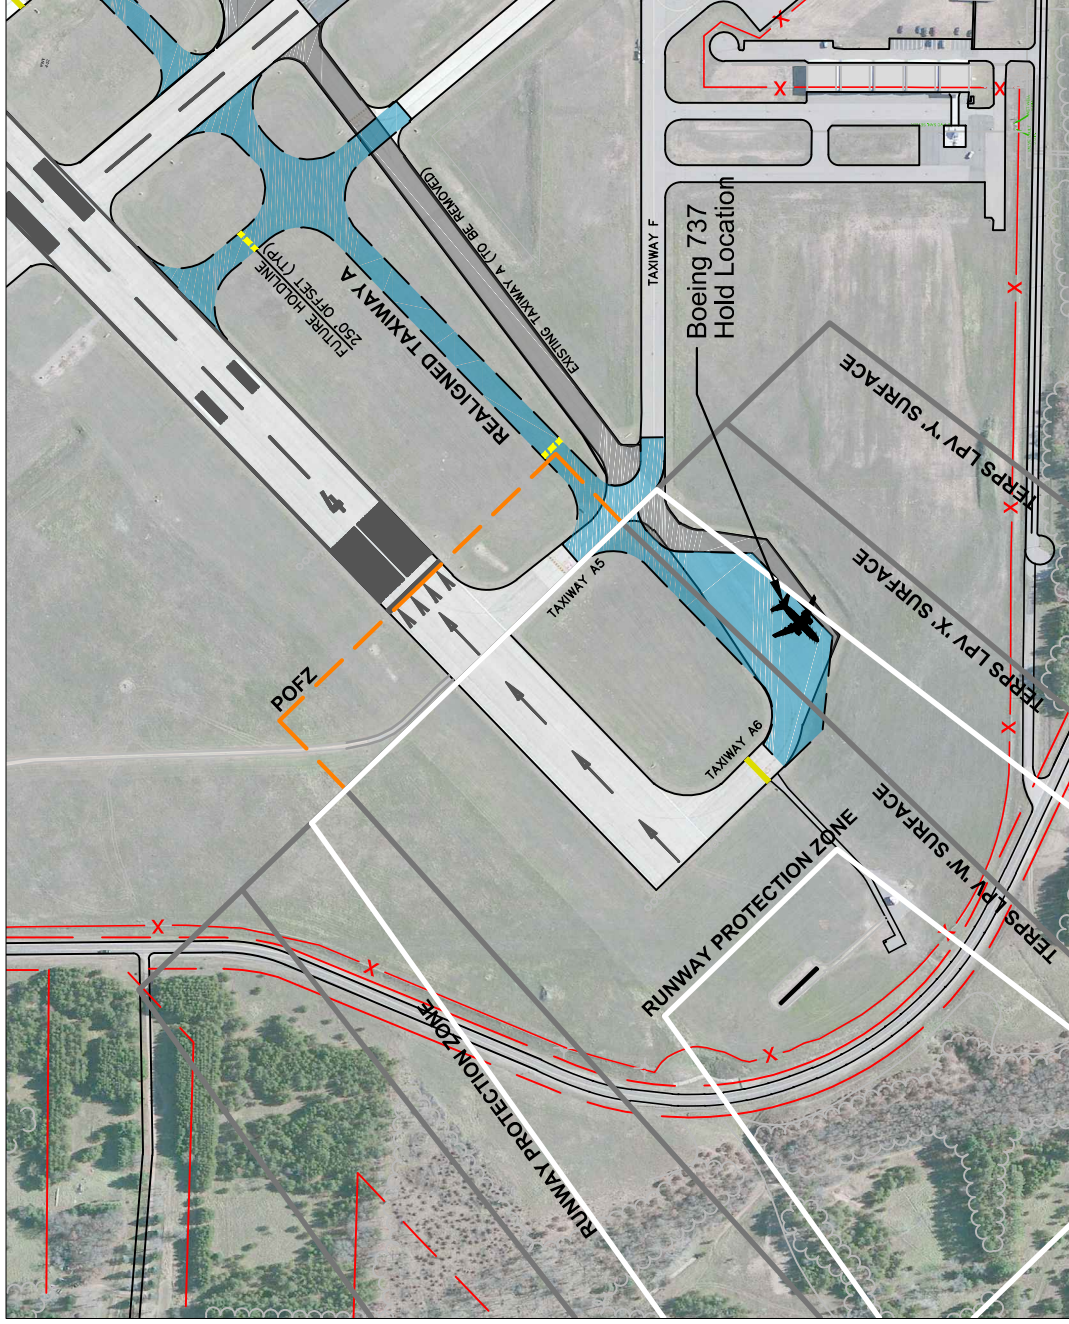 TAXIWAY F
Boeing 737
Hold Location
FUTURE HOLDLINE
250' OFFSET (TYP)
REALIGNED TAXIWAY A
EXISTING TAXIWAY A (TO BE REMOVED)
4
TAXIWAY A5
POFZ
TAXIWAY A6
TERPS LPV 'Y' SURFACE
TERPS LPV 'X' SURFACE
TERPS LPV 'W' SURFACE
RUNWAY PROTECTION ZONE
RUNWAY PROTECTION ZONE
X
X
X
X
X
X
X
X
X
X